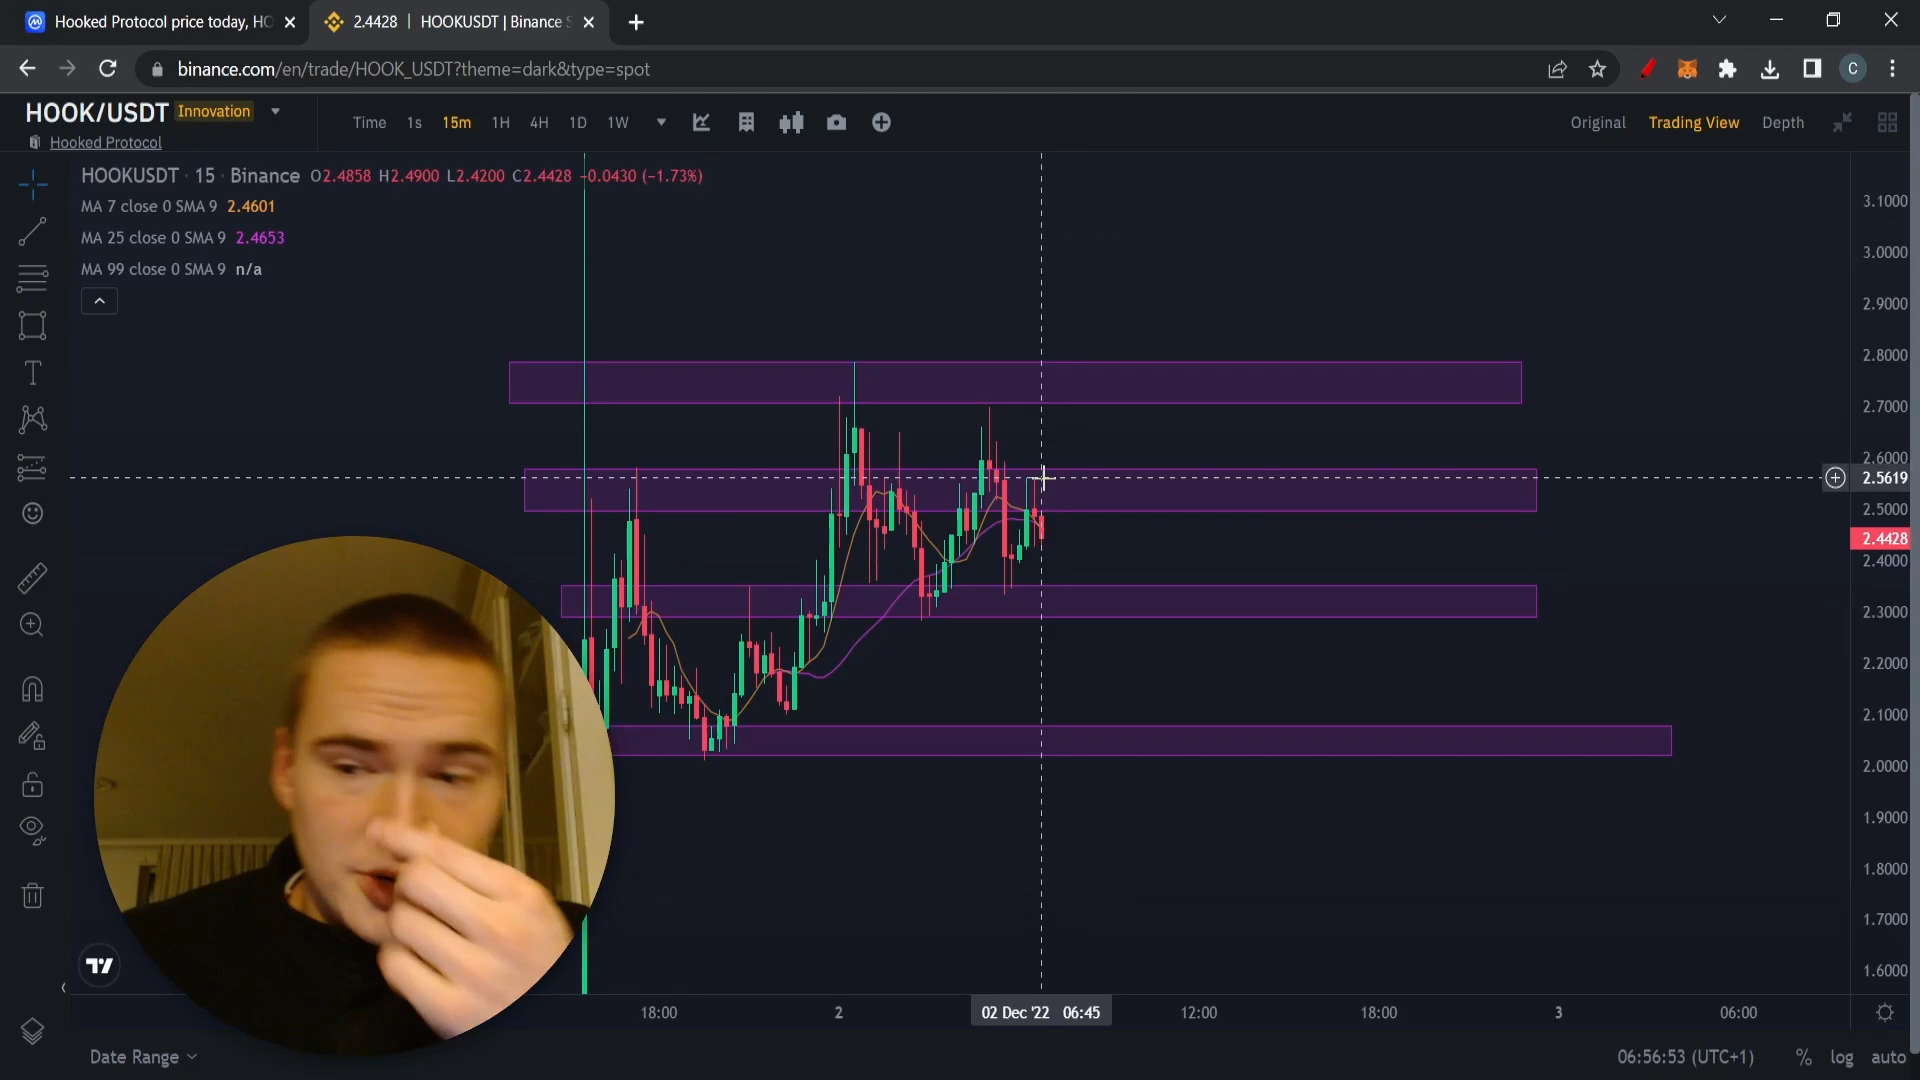 Hooked Protocol price today, HO
2.4428 | HOOKUSDT | Binance S
binance.com/en/trade/HOOK_USDT?theme=dark&type=spot
C
HOOK/USDT Innovation
Hooked Protocol
Time 1s 15m 1H 4H 1D 1W
Original Trading View Depth
HOOKUSDT · 15 · Binance O2.4858 H2.4900 L2.4200 C2.4428 -0.0430 (-1.73%)
MA 7 close 0 SMA 9 2.4601
MA 25 close 0 SMA 9 2.4653
MA 99 close 0 SMA 9 n/a
3.1000
3.0000
2.9000
2.8000
2.7000
2.6000
2.5619
2.5000
2.4428
2.4000
2.3000
2.2000
2.1000
2.0000
1.9000
1.8000
1.7000
1.6000
18:00 2 02 Dec '22 06:45 12:00 18:00 3 06:00
Date Range
06:56:53 (UTC+1) % log auto